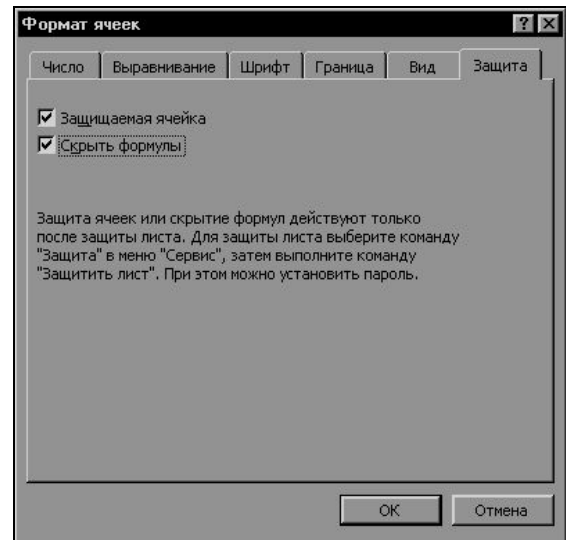 Формат ячеек
Число Выравнивание Шрифт Граница Вид Защита
Защищаемая ячейка
Скрыть формулы
Защита ячеек или скрытие формул действуют только
после защиты листа. Для защиты листа выберите команду
"Защита" в меню "Сервис", затем выполните команду
"Защитить лист". При этом можно установить пароль.
ОК Отмена